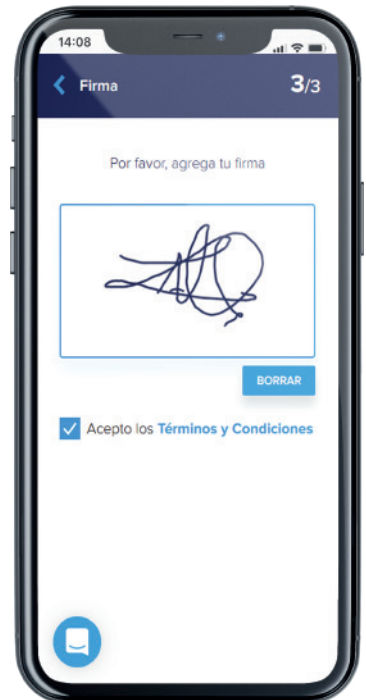 14:08
Firma
3/3
Por favor, agrega tu firma
BORRAR
Acepto los Términos y Condiciones